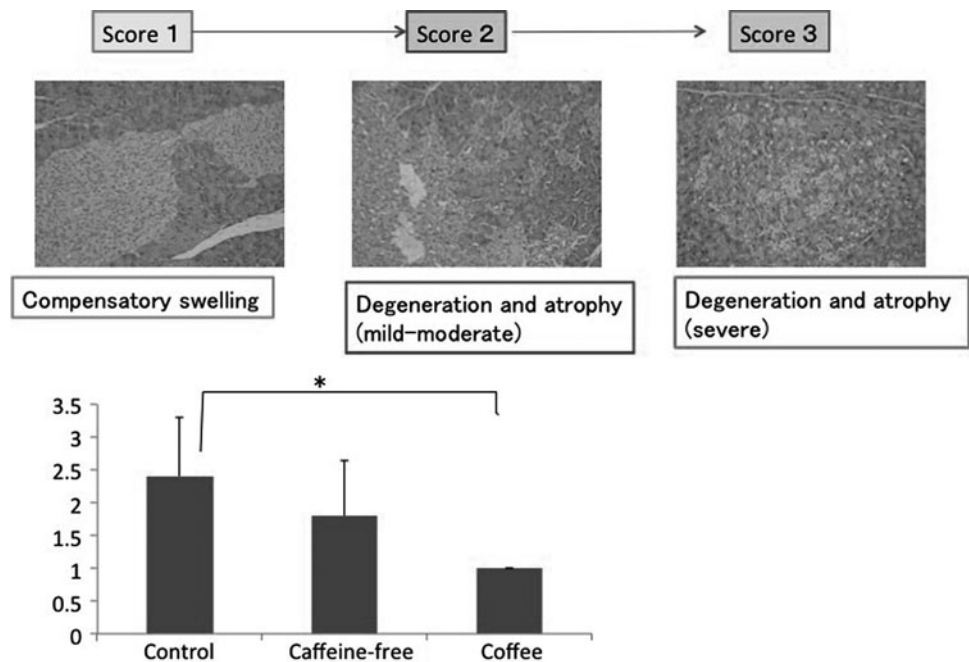 Score 1
Score 2
Score 3
Compensatory swelling
Degeneration and atrophy
(mild-moderate)
Degeneration and atrophy
(severe)
*
3.5
3
2.5
2
1.5
1
0.5
0
Control
Caffeine-free
Coffee